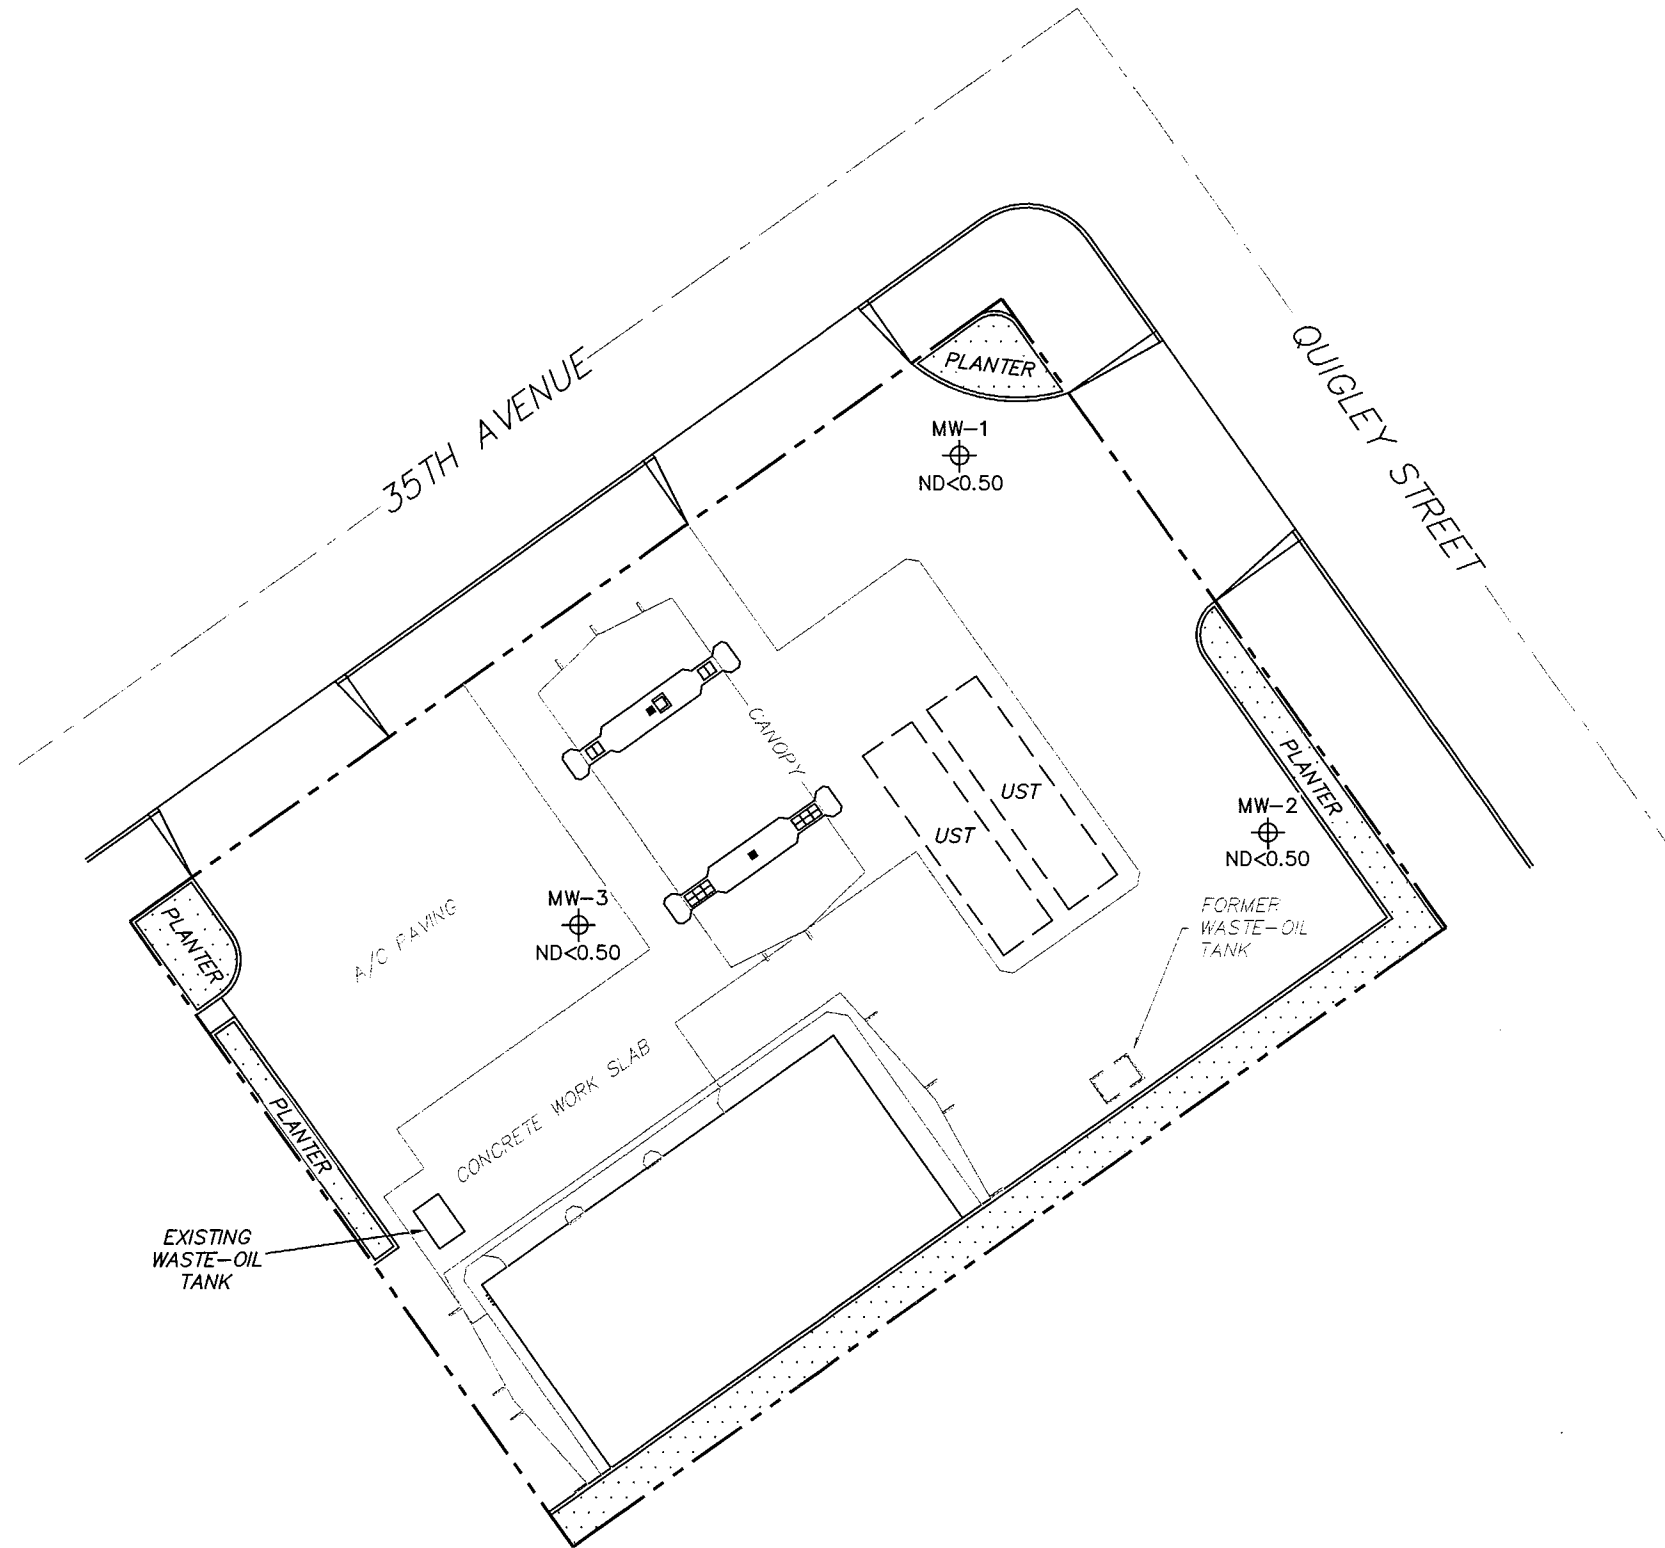 35TH AVENUE
QUIGLEY STREET
PLANTER
MW-1
ND<0.50
CANOPY
UST
UST
PLANTER
MW-2
ND<0.50
MW-3
ND<0.50
FORMER
WASTE-OIL
TANK
PLANTER
A/C PAVING
CONCRETE WORK SLAB
PLANTER
EXISTING
WASTE-OIL
TANK